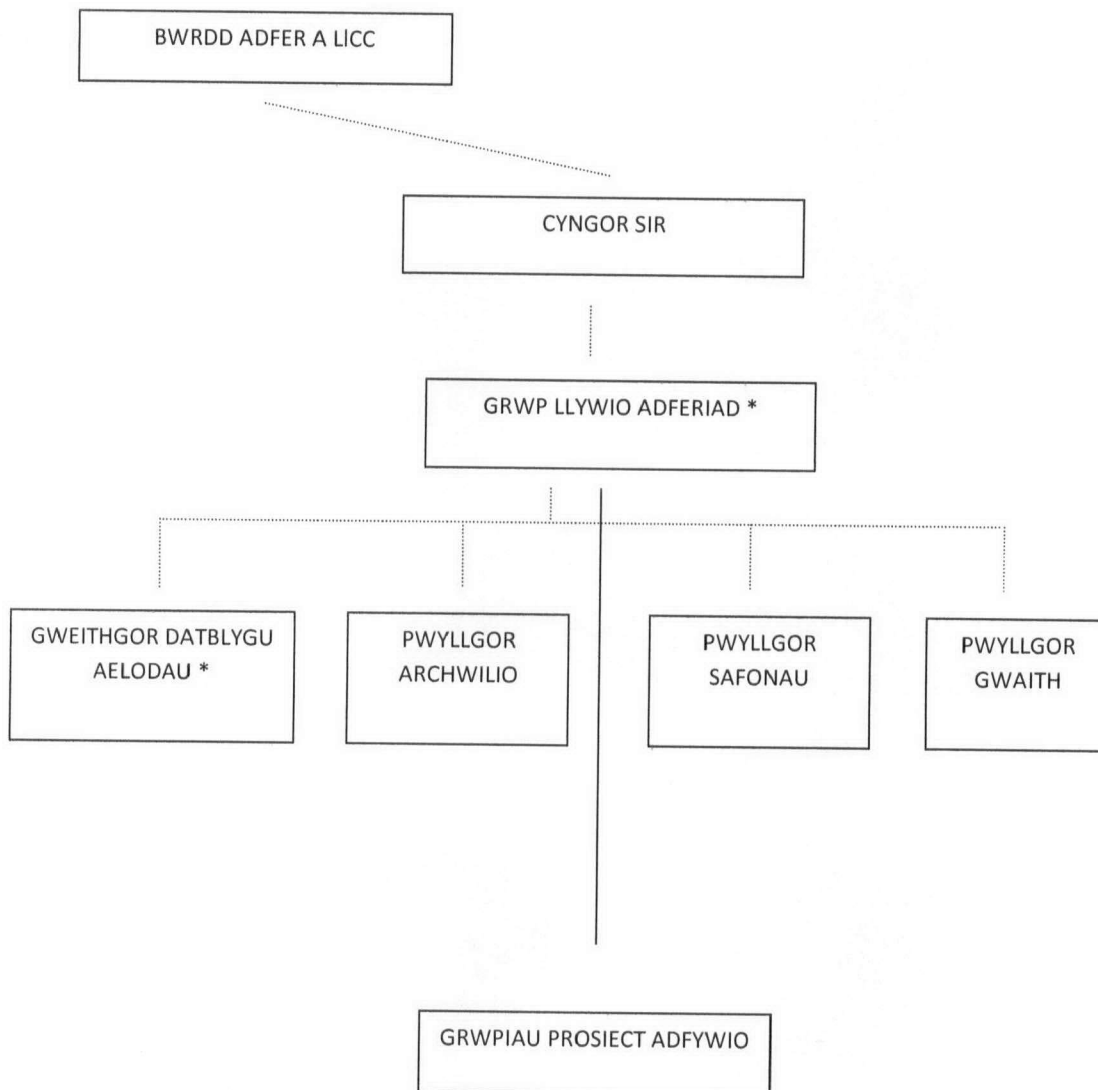 BWRDD ADFER A LlCC
CYNGOR SIR
GRWP LLYWIO ADFERIAD *
GWEITHGOR DATBLYGU
AELODAU *
PWYLLGOR
ARCHWILIO
PWYLLGOR
SAFONAU
PWYLLGOR
GWAITH
GRWPIAU PROSIECT ADFYWIO